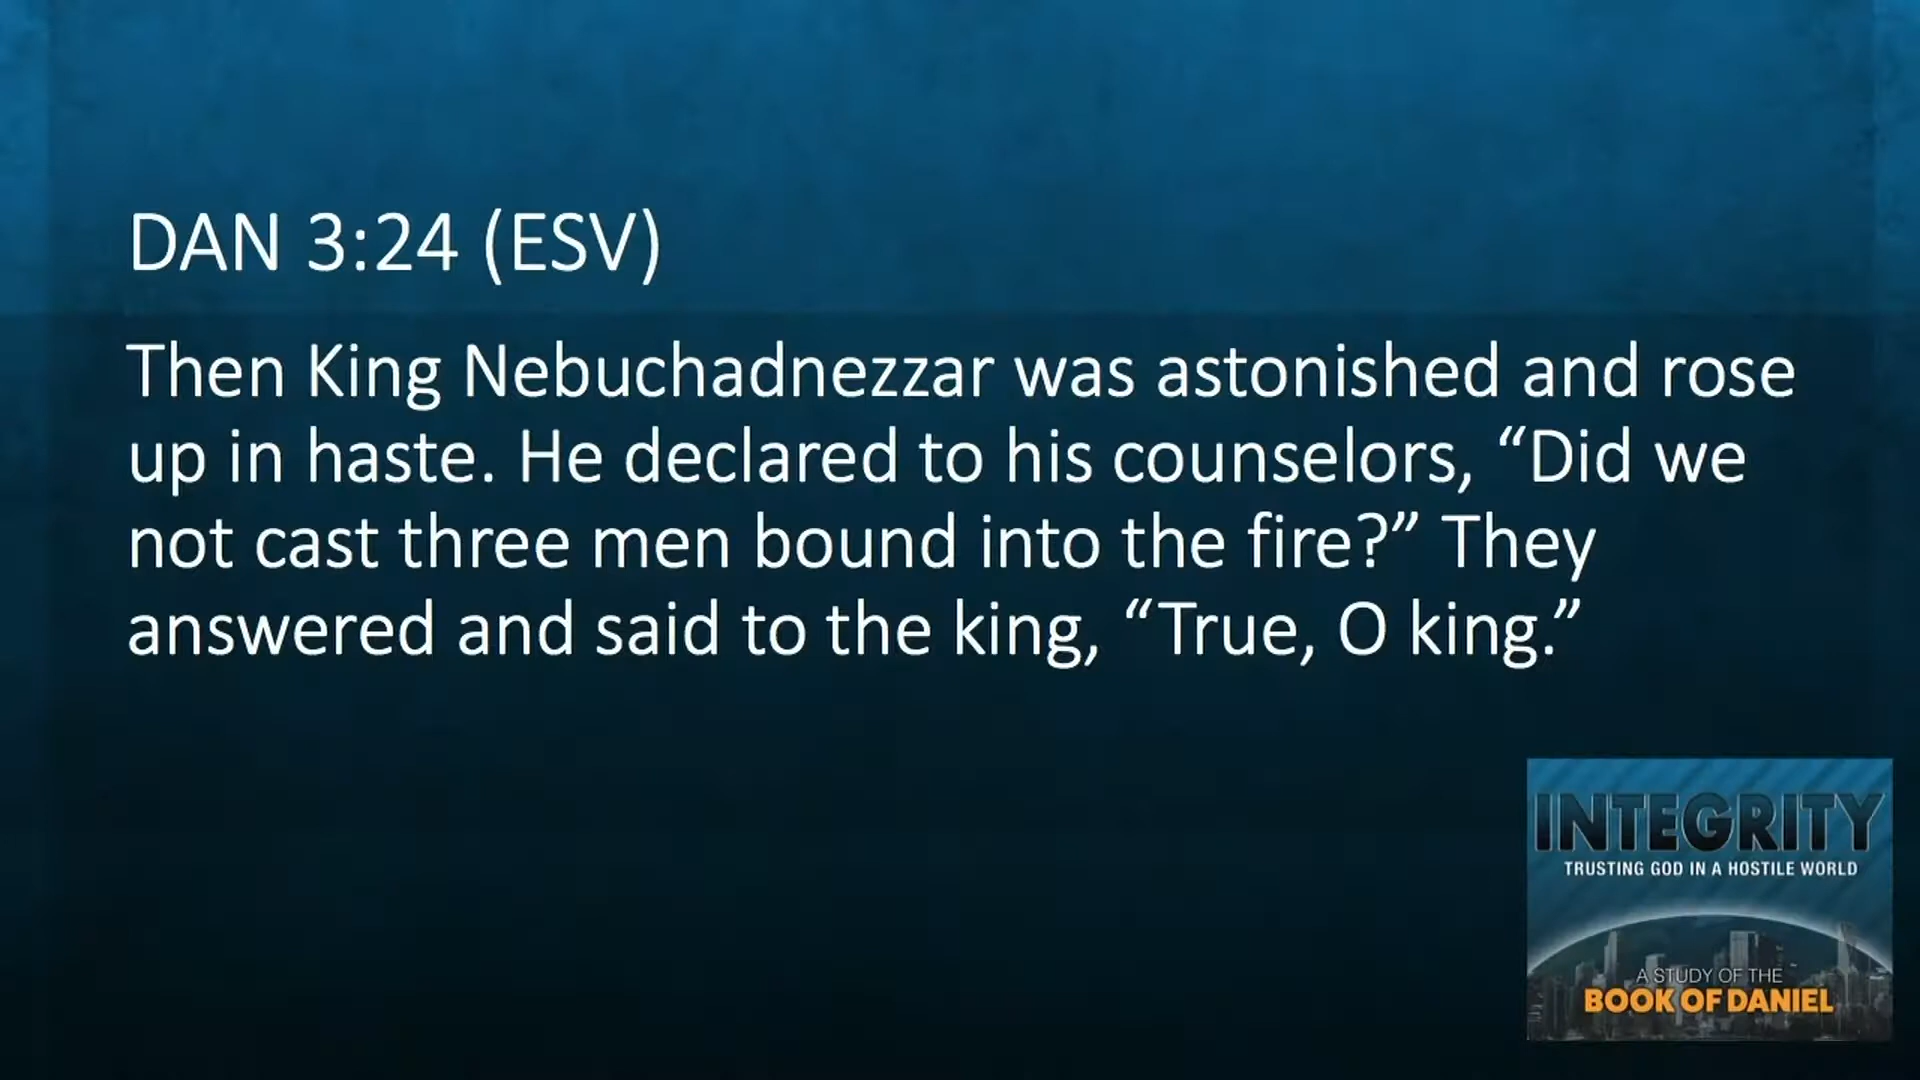 DAN 3:24 (ESV)
Then King Nebuchadnezzar was astonished and rose
up in haste. He declared to his counselors, “Did we
not cast three men bound into the fire?” They
answered and said to the king, “True, O king.”
INTEGRITY
TRUSTING GOD IN A HOSTILE WORLD
A STUDY OF THE
BOOK OF DANIEL